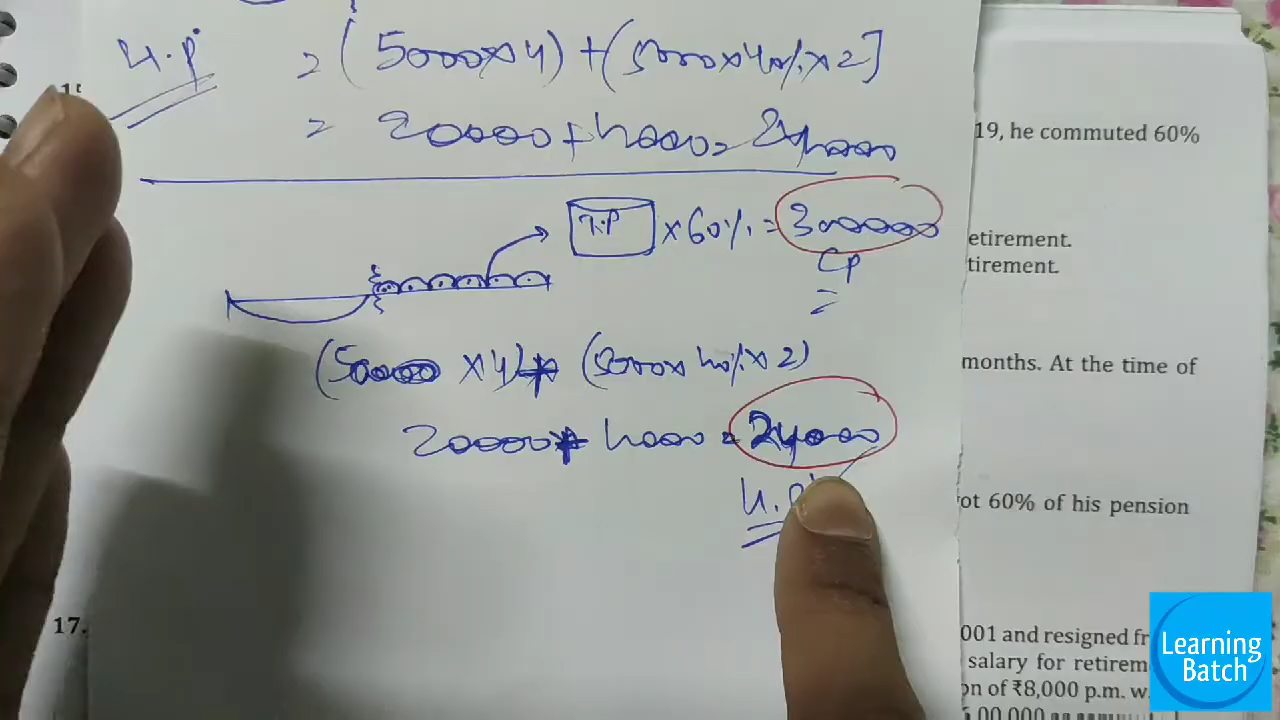 U.P = (5000×4) + (5000×40%×2]
= 20000 + 4000 = 24000
19, he commuted 60%
T.P ×60% = 300000
etirement.
CP
tirement.
=
(5000 ×4) + (5000×40%×2)
months. At the time of
20000 + 4000 = 24000
U.P
ot 60% of his pension
17.
001 and resigned fr
salary for retirem
on of ₹8,000 p.m. w
Learning
Batch